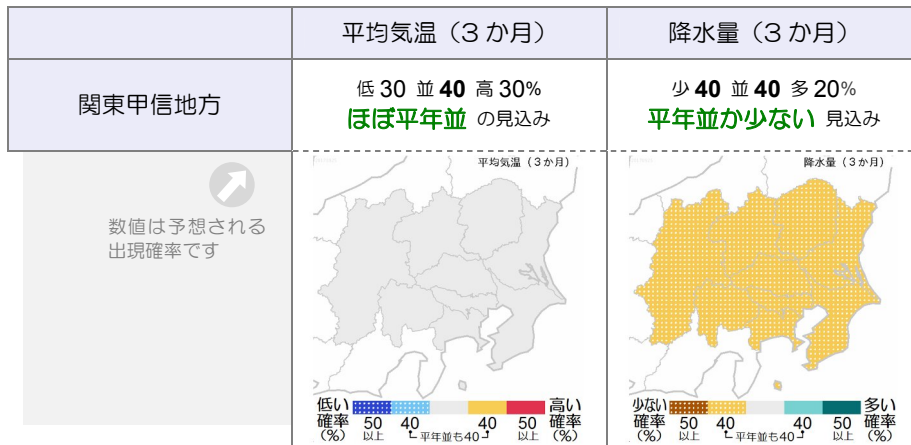 平均気温（3か月）
降水量（3か月）
関東甲信地方
低 30 並 40 高 30%
ほぼ平年並 の見込み
少 40 並 40 多 20%
平年並か少ない 見込み
数値は予想される
出現確率です
平均気温（3か月）
降水量（3か月）
低い 高い
確率 50 40 40 50 確率
(%) 以上 平年並も40 以上 (%)
少ない 多い
確率 50 40 40 50 確率
(%) 以上 平年並も40 以上 (%)